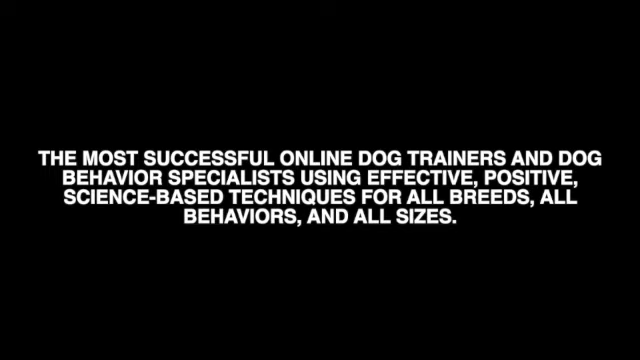 THE MOST SUCCESSFUL ONLINE DOG TRAINERS AND DOG
BEHAVIOR SPECIALISTS USING EFFECTIVE, POSITIVE,
SCIENCE-BASED TECHNIQUES FOR ALL BREEDS, ALL
BEHAVIORS, AND ALL SIZES.